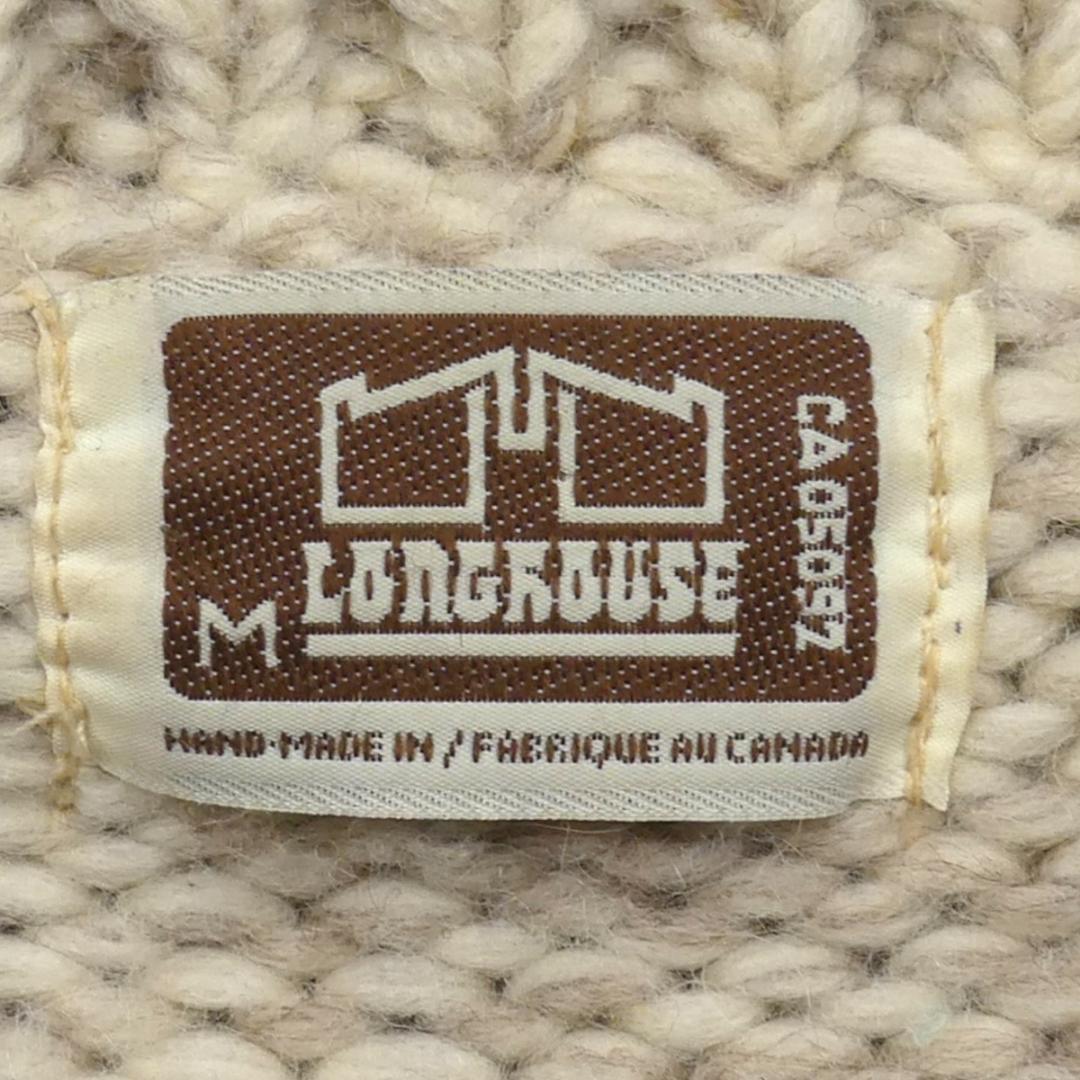 LONGHOUSE
M
CA 05097
HAND-MADE IN / FABRIQUE AU CANADA